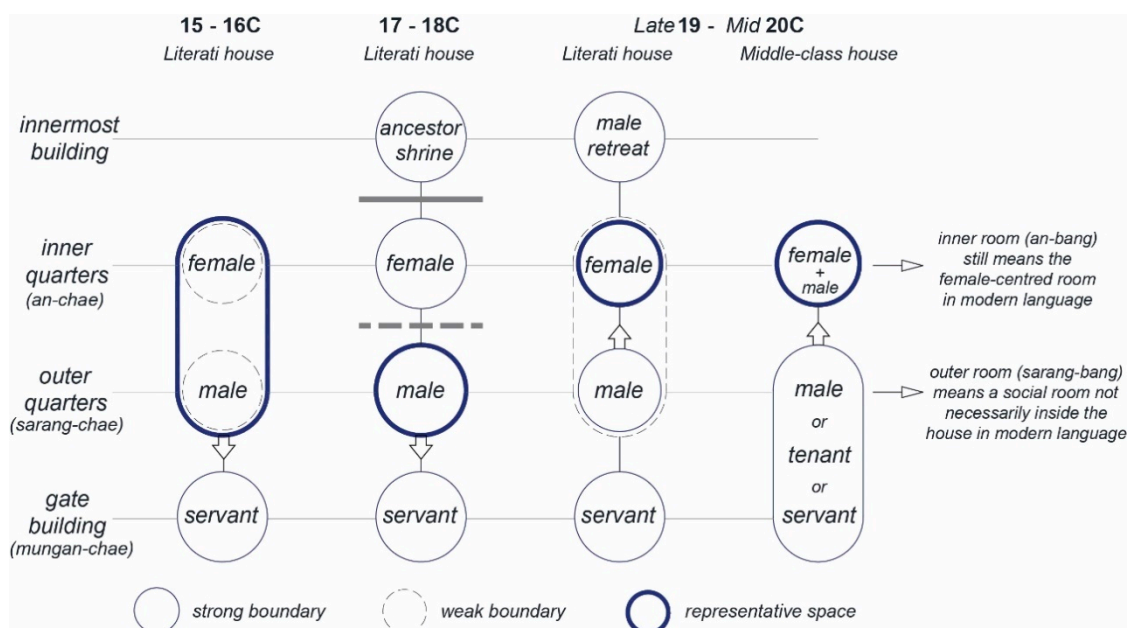 15 - 16C
Literati house
17 - 18C
Literati house
Late 19 - Mid 20C
Literati house
Middle-class house
innermost
building
ancestor
shrine
male
retreat
inner
quarters
(an-chae)
female
female
female
female
+
male
inner room (an-bang)
still means the
female-centred room
in modern language
outer
quarters
(sarang-chae)
male
male
male
male
or
tenant
or
servant
outer room (sarang-bang)
means a social room not
necessarily inside the
house in modern language
gate
building
(mungan-chae)
servant
servant
servant
strong boundary
weak boundary
representative space